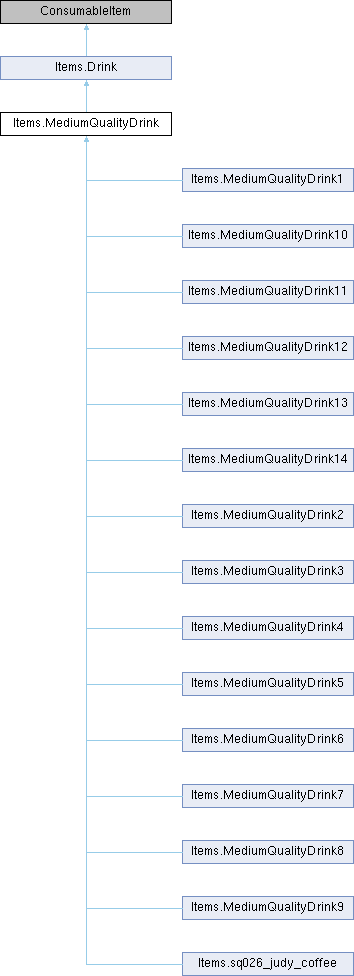 ConsumableItem
Items.Drink
Items.MediumQualityDrink
Items.MediumQualityDrink1
Items.MediumQualityDrink10
Items.MediumQualityDrink11
Items.MediumQualityDrink12
Items.MediumQualityDrink13
Items.MediumQualityDrink14
Items.MediumQualityDrink2
Items.MediumQualityDrink3
Items.MediumQualityDrink4
Items.MediumQualityDrink5
Items.MediumQualityDrink6
Items.MediumQualityDrink7
Items.MediumQualityDrink8
Items.MediumQualityDrink9
Items.sq026_judy_coffee